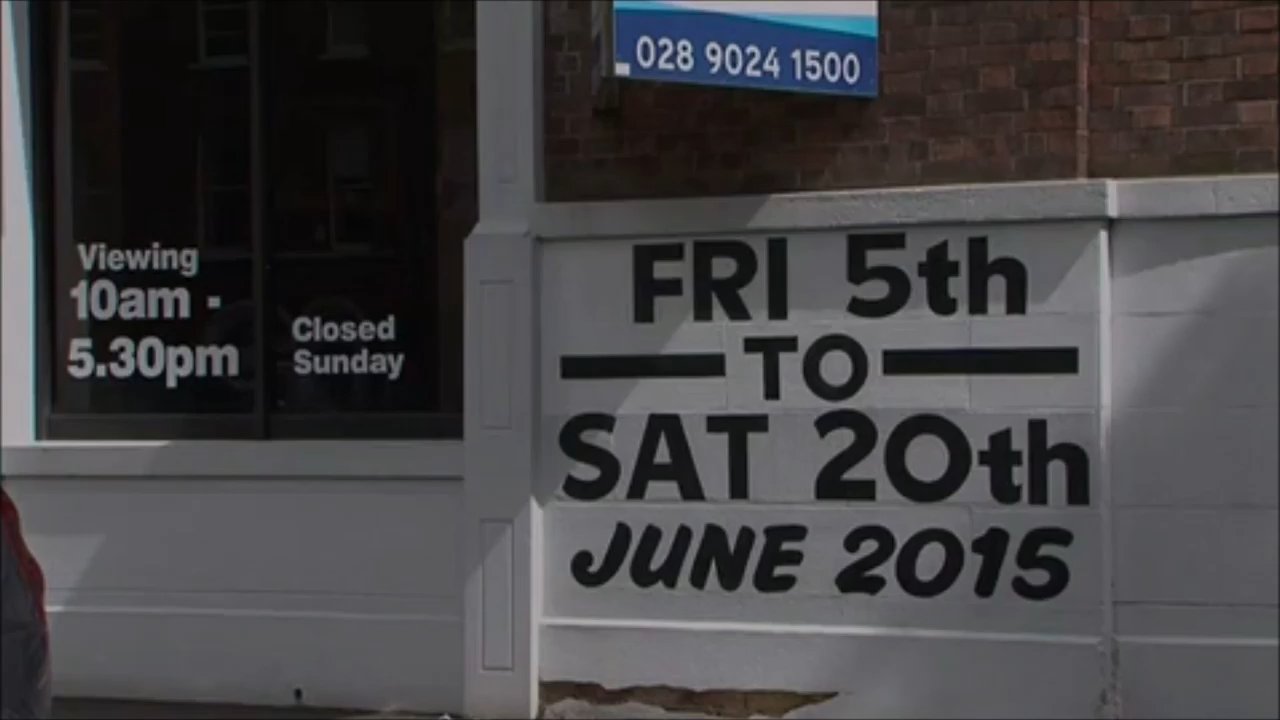 028 9024 1500
Viewing
10am -
5.30pm
Closed
Sunday
FRI 5th
TO
SAT 20th
JUNE 2015